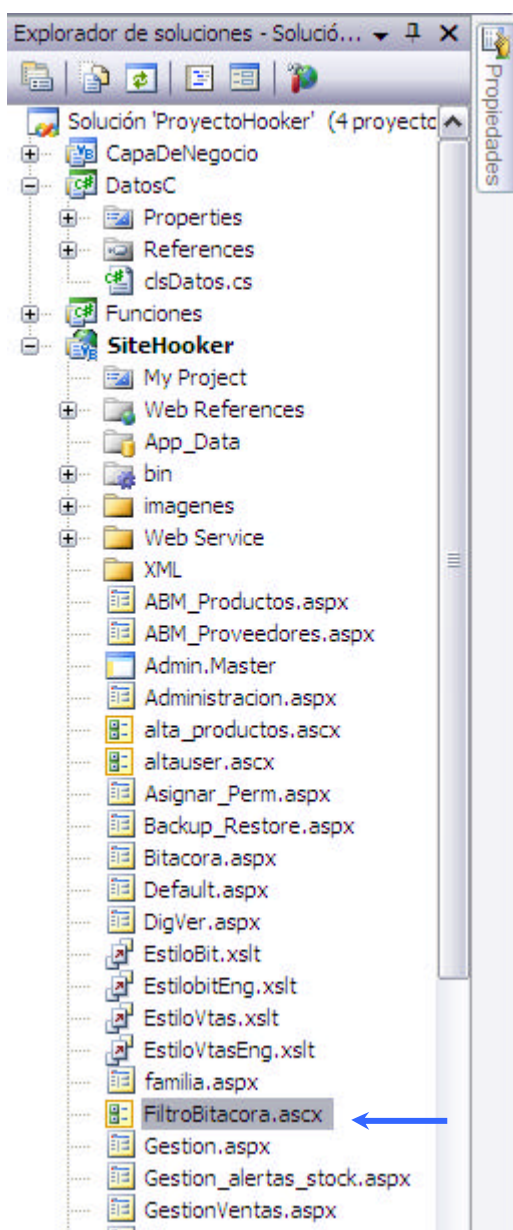 Explorador de soluciones - Solució...
Propiedades
Solución 'ProyectoHooker' (4 proyectc
CapaDeNegocio
DatosC
Properties
References
clsDatos.cs
Funciones
SiteHooker
My Project
Web References
App_Data
bin
imagenes
Web Service
XML
ABM_Productos.aspx
ABM_Proveedores.aspx
Admin.Master
Administracion.aspx
alta_productos.ascx
altauser.ascx
Asignar_Perm.aspx
Backup_Restore.aspx
Bitacora.aspx
Default.aspx
DigVer.aspx
EstiloBit.xslt
EstilobitEng.xslt
EstiloVtas.xslt
EstiloVtasEng.xslt
familia.aspx
FiltroBitacora.ascx
Gestion.aspx
Gestion_alertas_stock.aspx
GestionVentas.aspx